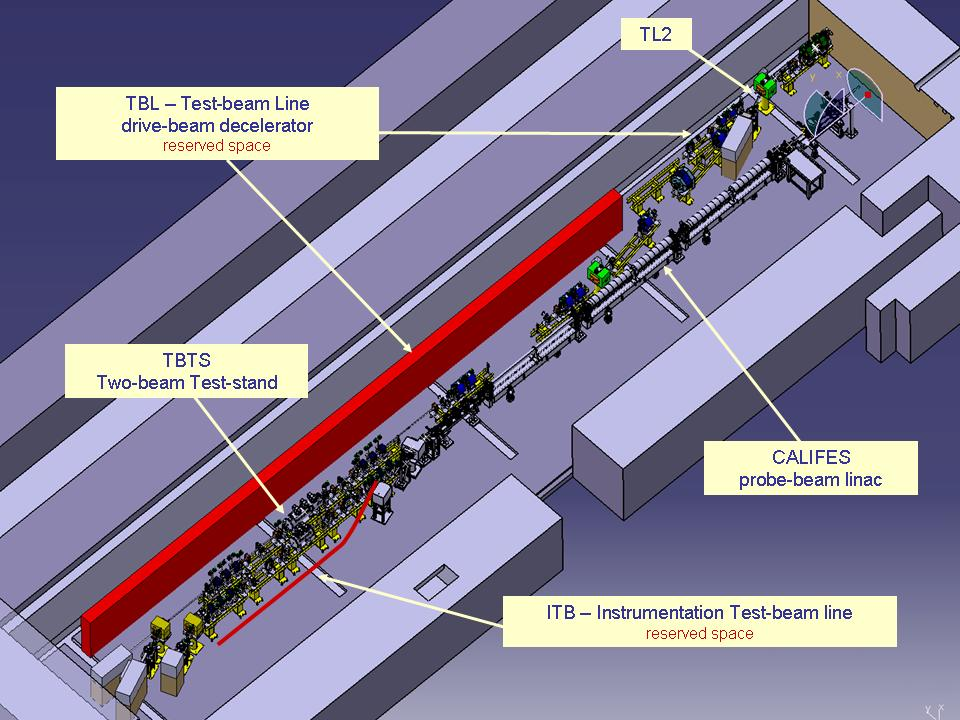 TL2
TBL – Test-beam Line
drive-beam decelerator
reserved space
TBTS
Two-beam Test-stand
CALIFES
probe-beam linac
ITB – Instrumentation Test-beam line
reserved space
y
x
y x